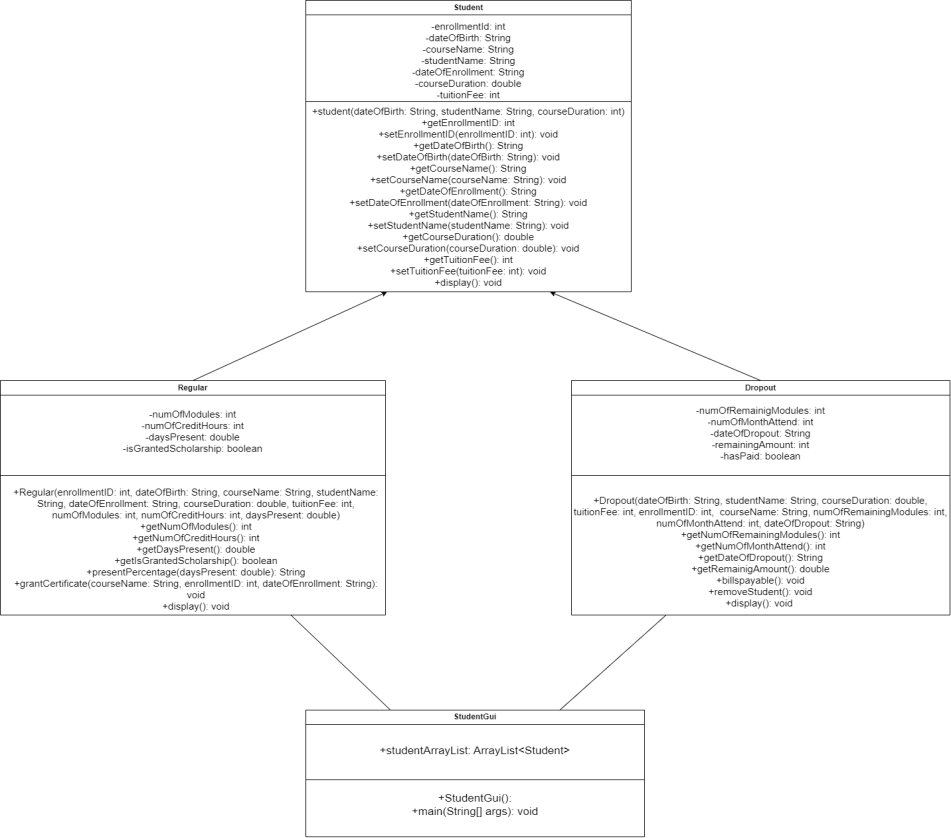 Student
-enrollmentId: int
-dateOfBirth: String
-courseName: String
-studentName: String
-dateOfEnrollment: String
-courseDuration: double
-tuitionFee: int
+student(dateOfBirth: String, studentName: String, courseDuration: int)
+getEnrollmentID: int
+setEnrollmentID(enrollmentID: int): void
+getDateOfBirth(): String
+setDateOfBirth(dateOfBirth: String): void
+getCourseName(): String
+setCourseName(courseName: String): void
+getDateOfEnrollment(): String
+setDateOfEnrollment(dateOfEnrollment: String): void
+getStudentName(): String
+setStudentName(studentName: String): void
+getCourseDuration(): double
+setCourseDuration(courseDuration: double): void
+getTuitionFee(): int
+setTuitionFee(tuitionFee: int): void
+display(): void
Regular
-numOfModules: int
-numOfCreditHours: int
-daysPresent: double
-isGrantedScholarship: boolean
+Regular(enrollmentID: int, dateOfBirth: String, courseName: String, studentName:
String, dateOfEnrollment: String, courseDuration: double, tuitionFee: int,
numOfModules: int, numOfCreditHours: int, daysPresent: double)
+getNumOfModules(): int
+getNumOfCreditHours(): int
+getDaysPresent(): double
+getIsGrantedScholarship(): boolean
+presentPercentage(daysPresent: double): String
+grantCertificate(courseName: String, enrollmentID: int, dateOfEnrollment: String):
void
+display(): void
Dropout
-numOfRemainigModules: int
-numOfMonthAttend: int
-dateOfDropout: String
-remainingAmount: int
-hasPaid: boolean
+Dropout(dateOfBirth: String, studentName: String, courseDuration: double,
tuitionFee: int, enrollmentID: int, courseName: String, numOfRemainingModules: int,
numOfMonthAttend: int, dateOfDropout: String)
+getNumOfRemainingModules(): int
+getNumOfMonthAttend(): int
+getDateOfDropout(): String
+getRemainigAmount(): double
+billspayable(): void
+removeStudent(): void
+display(): void
StudentGui
+studentArrayList: ArrayList<Student>
+StudentGui():
+main(String[] args): void